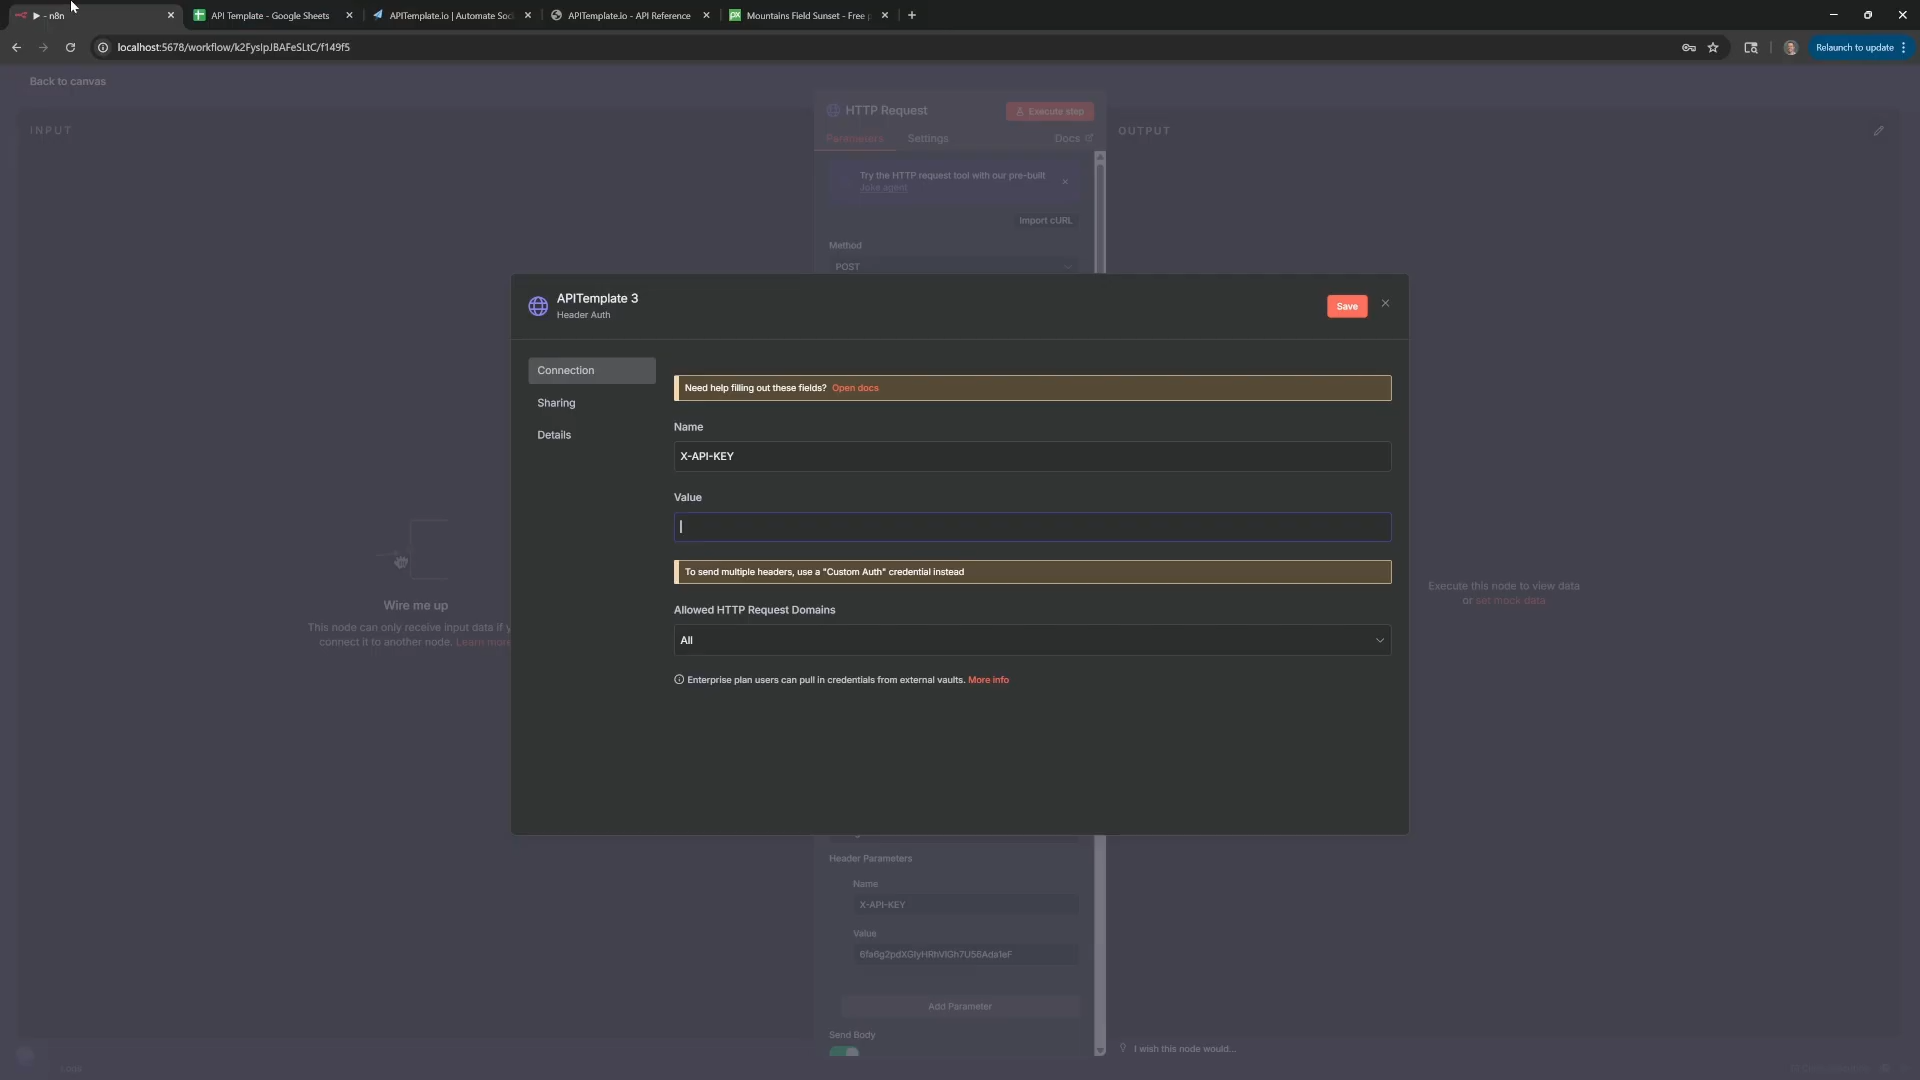 ▶ - n8n
API Template - Google Sheets
APITemplate.io | Automate Soc
APITemplate.io - API Reference
Mountains Field Sunset - Free p
localhost:5678/workflow/k2FyslpJBAFeSLtC/f149f5
Relaunch to update
Back to canvas
INPUT
HTTP Request
Execute step
OUTPUT
Parameters
Settings
Docs
Try the HTTP request tool with our pre-built
Joke agent
Import cURL
Method
POST
APITemplate 3
Header Auth
Save
Connection
Sharing
Details
Need help filling out these fields? Open docs
Name
X-API-KEY
Value
To send multiple headers, use a "Custom Auth" credential instead
Allowed HTTP Request Domains
All
Enterprise plan users can pull in credentials from external vaults. More info
Wire me up
This node can only receive input data if y
connect it to another node. Learn more
Execute this node to view data
or set mock data
Header Parameters
Name
X-API-KEY
Value
6fa6g2pdXGIyHRhVIGh7U56Ada1eF
Add Parameter
Send Body
I wish this node would...